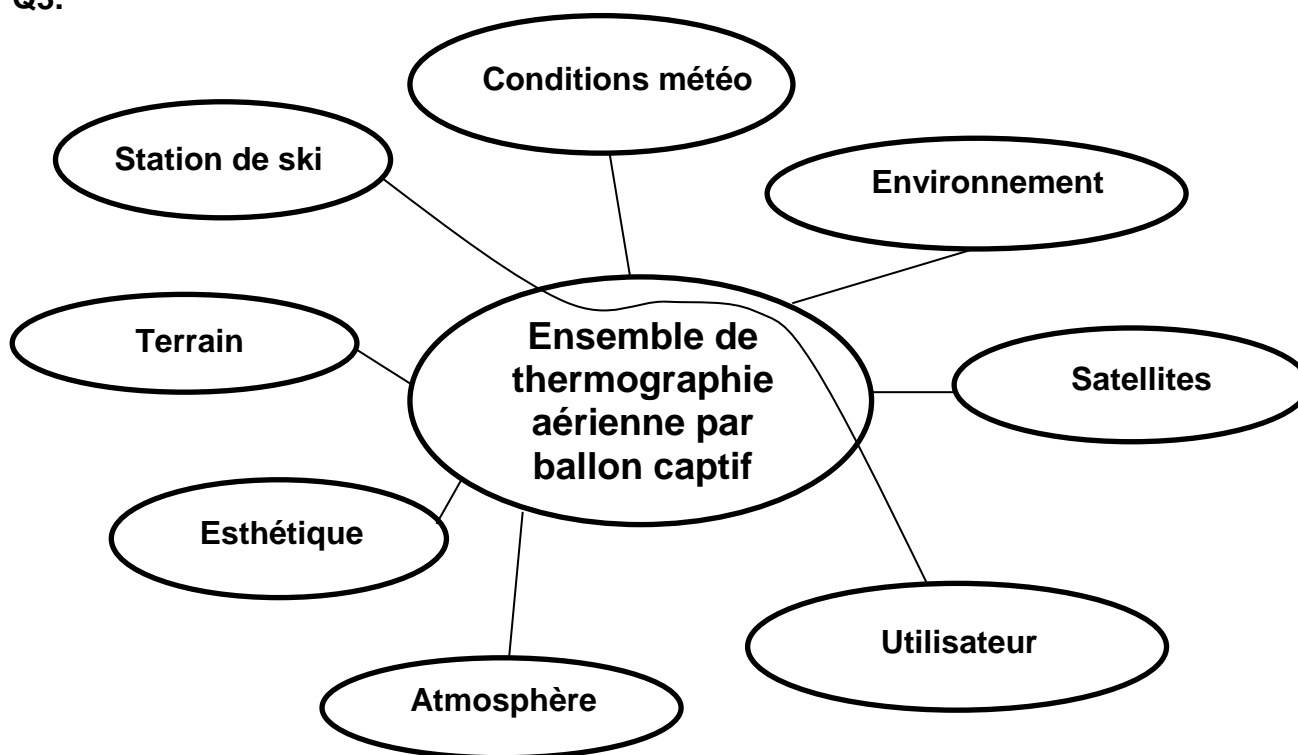 Q3.
Conditions météo
Station de ski
Environnement
Terrain
Ensemble de
thermographie
aérienne par
ballon captif
Satellites
Esthétique
Utilisateur
Atmosphère